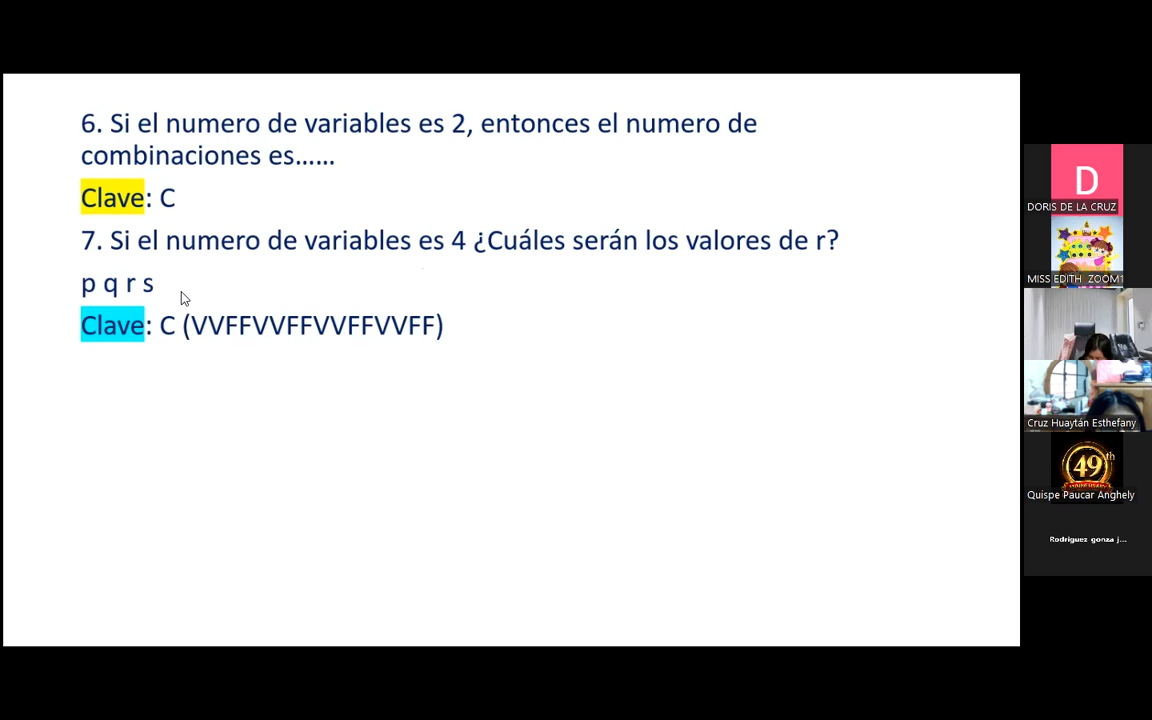 6. Si el numero de variables es 2, entonces el numero de
combinaciones es……
Clave: C
7. Si el numero de variables es 4 ¿Cuáles serán los valores de r?
p q r s
Clave: C (VVFFVVFFVVFFVVFF)
D
DORIS DE LA CRUZ
MISS EDITH ZOOM1
Cruz Huaytán Esthefany
49th
ANNIVERSARY
Quispe Paucar Anghely
Rodriguez gonza j...